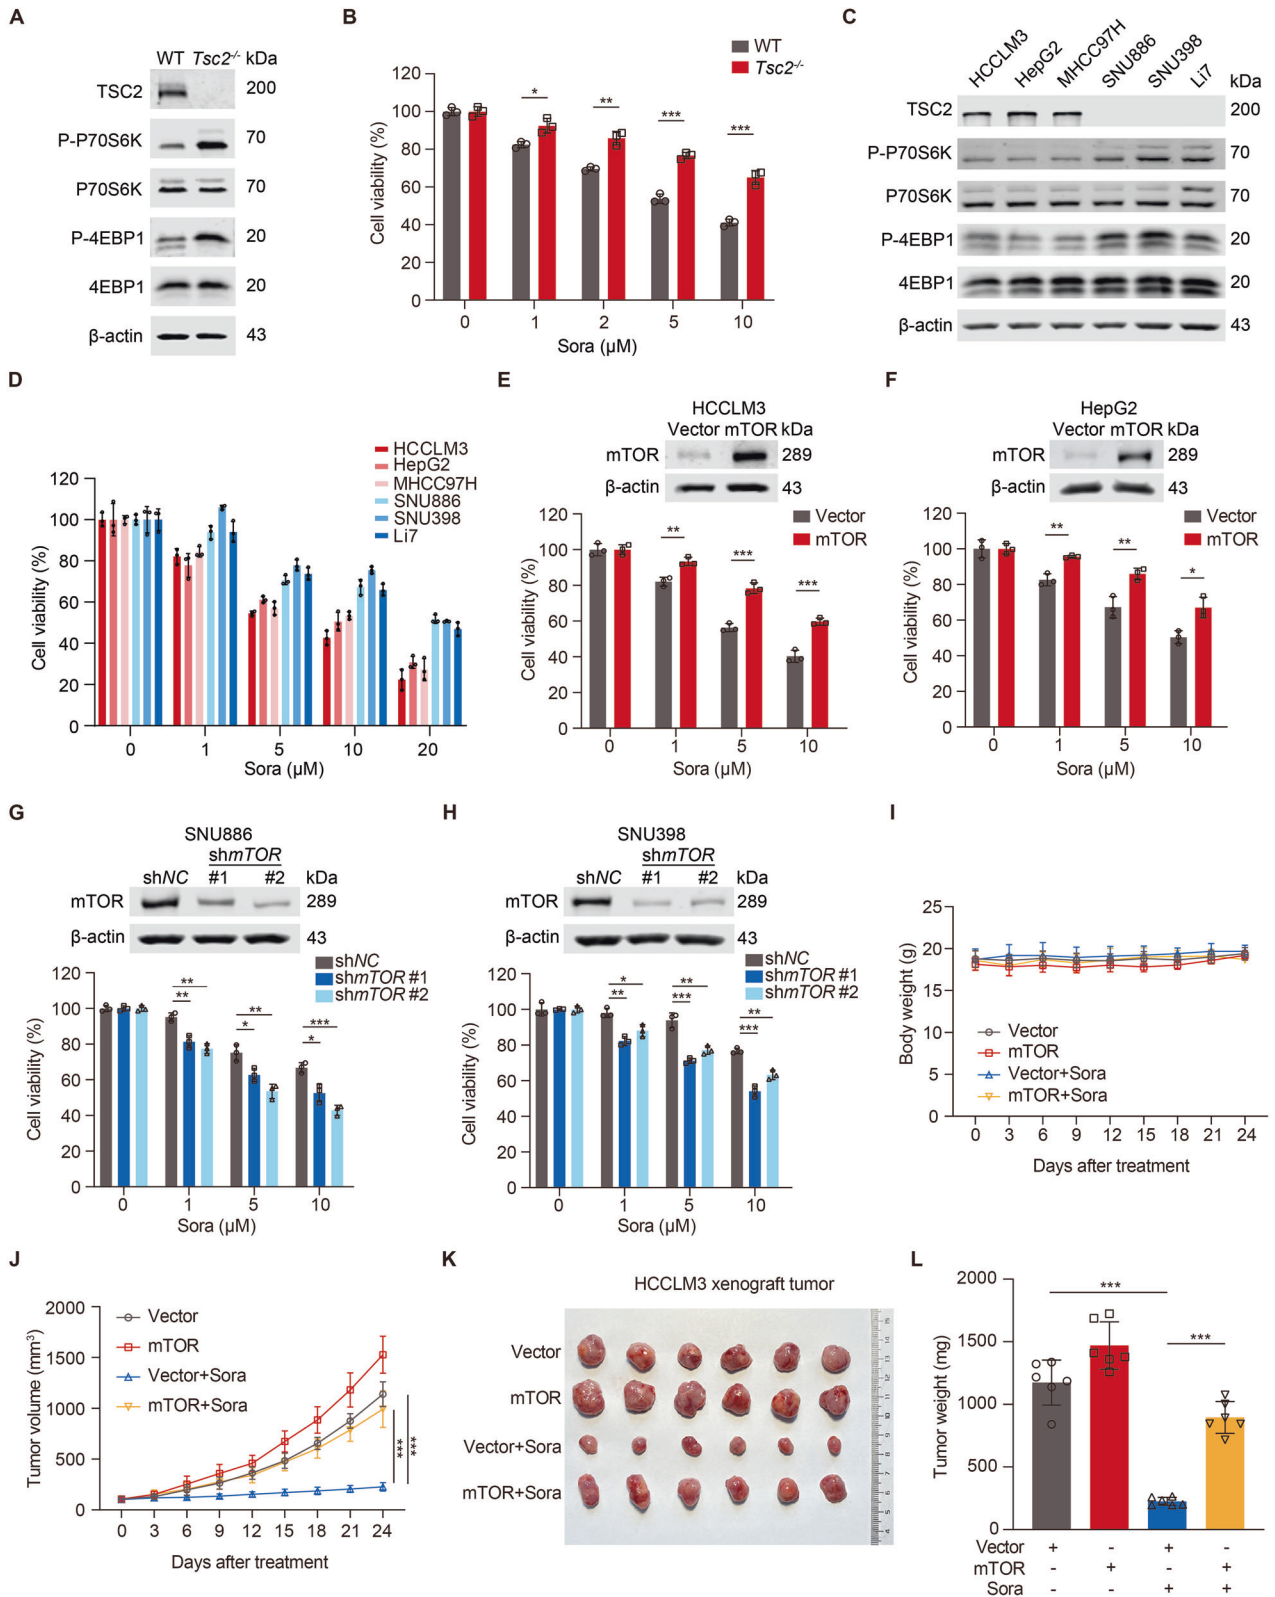 A
WT Tsc2-/- kDa
TSC2 200
P-P70S6K 70
P70S6K 70
P-4EBP1 20
4EBP1 20
β-actin 43
B
WT
Tsc2-/-
Cell viability (%)
120
100
80
60
40
20
0
* ** *** ***
0 1 2 5 10
Sora (μM)
C
HCCLM3 HepG2 MHCC97H SNU886 SNU398 Li7 kDa
TSC2 200
P-P70S6K 70
P70S6K 70
P-4EBP1 20
4EBP1 20
β-actin 43
D
HCCLM3
HepG2
MHCC97H
SNU886
SNU398
Li7
Cell viability (%)
120
100
80
60
40
20
0
0 1 5 10 20
Sora (μM)
E
HCCLM3
Vector mTOR kDa
mTOR 289
β-actin 43
Vector
mTOR
Cell viability (%)
120
100
80
60
40
20
0
** *** ***
0 1 5 10
Sora (μM)
F
HepG2
Vector mTOR kDa
mTOR 289
β-actin 43
Vector
mTOR
Cell viability (%)
120
100
80
60
40
20
0
** ** *
0 1 5 10
Sora (μM)
G
SNU886
shmTOR
shNC #1 #2 kDa
mTOR 289
β-actin 43
shNC
shmTOR #1
shmTOR #2
Cell viability (%)
120
100
80
60
40
20
0
** ** ***
** * *
0 1 5 10
Sora (μM)
H
SNU398
shmTOR
shNC #1 #2 kDa
mTOR 289
β-actin 43
shNC
shmTOR #1
shmTOR #2
Cell viability (%)
120
100
80
60
40
20
0
* ** **
** *** ***
0 1 5 10
Sora (μM)
I
Body weight (g)
25
20
15
10
5
0
Vector
mTOR
Vector+Sora
mTOR+Sora
0 3 6 9 12 15 18 21 24
Days after treatment
J
Tumor volume (mm3)
2000
1500
1000
500
0
Vector
mTOR
Vector+Sora
mTOR+Sora
*** ***
0 3 6 9 12 15 18 21 24
Days after treatment
K
HCCLM3 xenograft tumor
Vector
mTOR
Vector+Sora
mTOR+Sora
L
Tumor weight (mg)
2000
1500
1000
500
0
***
***
Vector + - + -
mTOR - + - +
Sora - - + +